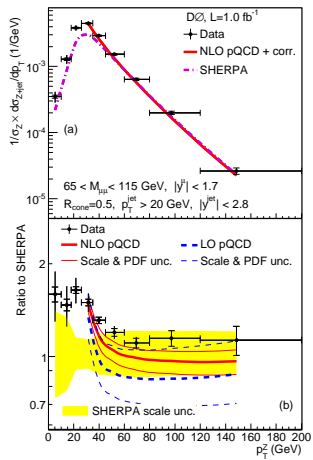 DØ, L=1.0 fb⁻¹
Data
NLO pQCD + corr.
SHERPA
1/σ_Z × dσ_{Z+jet}/dp_T^Z (1/GeV)
10⁻³
10⁻⁴
10⁻⁵
(a)
65 < M_μμ < 115 GeV, |y^μ| < 1.7
R_cone=0.5, p_T^jet > 20 GeV, |y^jet| < 2.8
Data
NLO pQCD LO pQCD
Scale & PDF unc. Scale & PDF unc.
Ratio to SHERPA
2
1
0.7
SHERPA scale unc. (b)
0 20 40 60 80 100 120 140 160 180 200
p_T^Z (GeV)